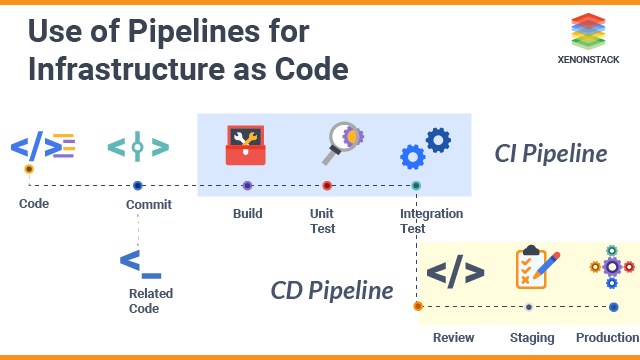 Use of Pipelines for
Infrastructure as Code
XENONSTACK
</>
<>
CI Pipeline
Code
Commit
Build
Unit
Test
Integration
Test
<_
Related
Code
CD Pipeline
</>
Review
Staging
Production